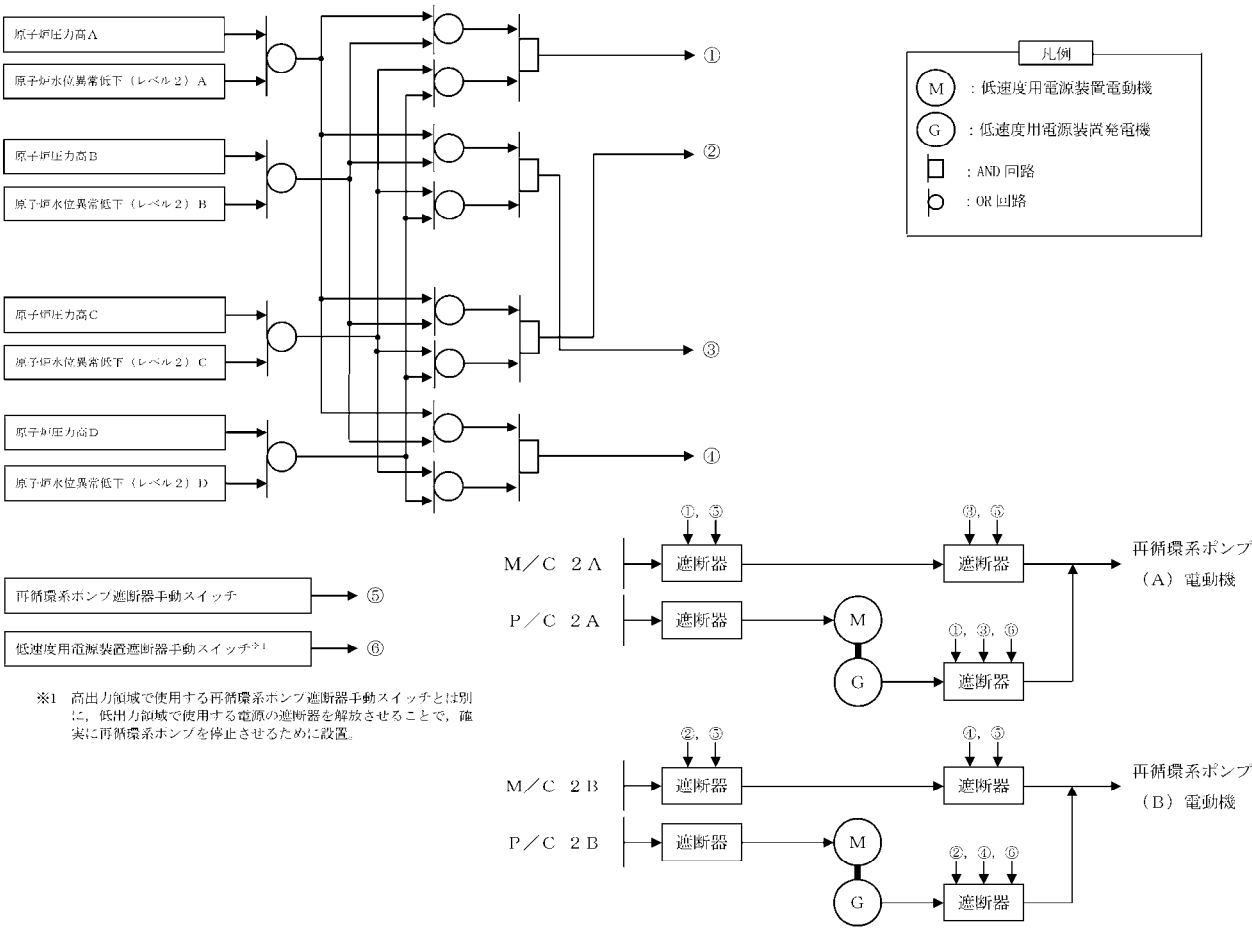 原子炉圧力高A
原子炉水位異常低下（レベル2）A
原子炉圧力高B
原子炉水位異常低下（レベル2）B
原子炉圧力高C
原子炉水位異常低下（レベル2）C
原子炉圧力高D
原子炉水位異常低下（レベル2）D
①
②
③
④
凡例
M ：低速度用電源装置電動機
G ：低速度用電源装置発電機
：AND 回路
：OR 回路
再循環系ポンプ遮断器手動スイッチ ⑤
低速度用電源装置遮断器手動スイッチ※1 ⑥
※1 高出力領域で使用する再循環系ポンプ遮断器手動スイッチとは別
に，低出力領域で使用する電源の遮断器を解放させることで，確
実に再循環系ポンプを停止させるために設置。
①，⑤
③，⑤
M／C 2A
遮断器
遮断器
再循環系ポンプ
（A）電動機
P／C 2A
遮断器
M
①，③，⑥
G
遮断器
②，⑤
④，⑤
M／C 2B
遮断器
遮断器
再循環系ポンプ
（B）電動機
P／C 2B
遮断器
M
②，④，⑥
G
遮断器